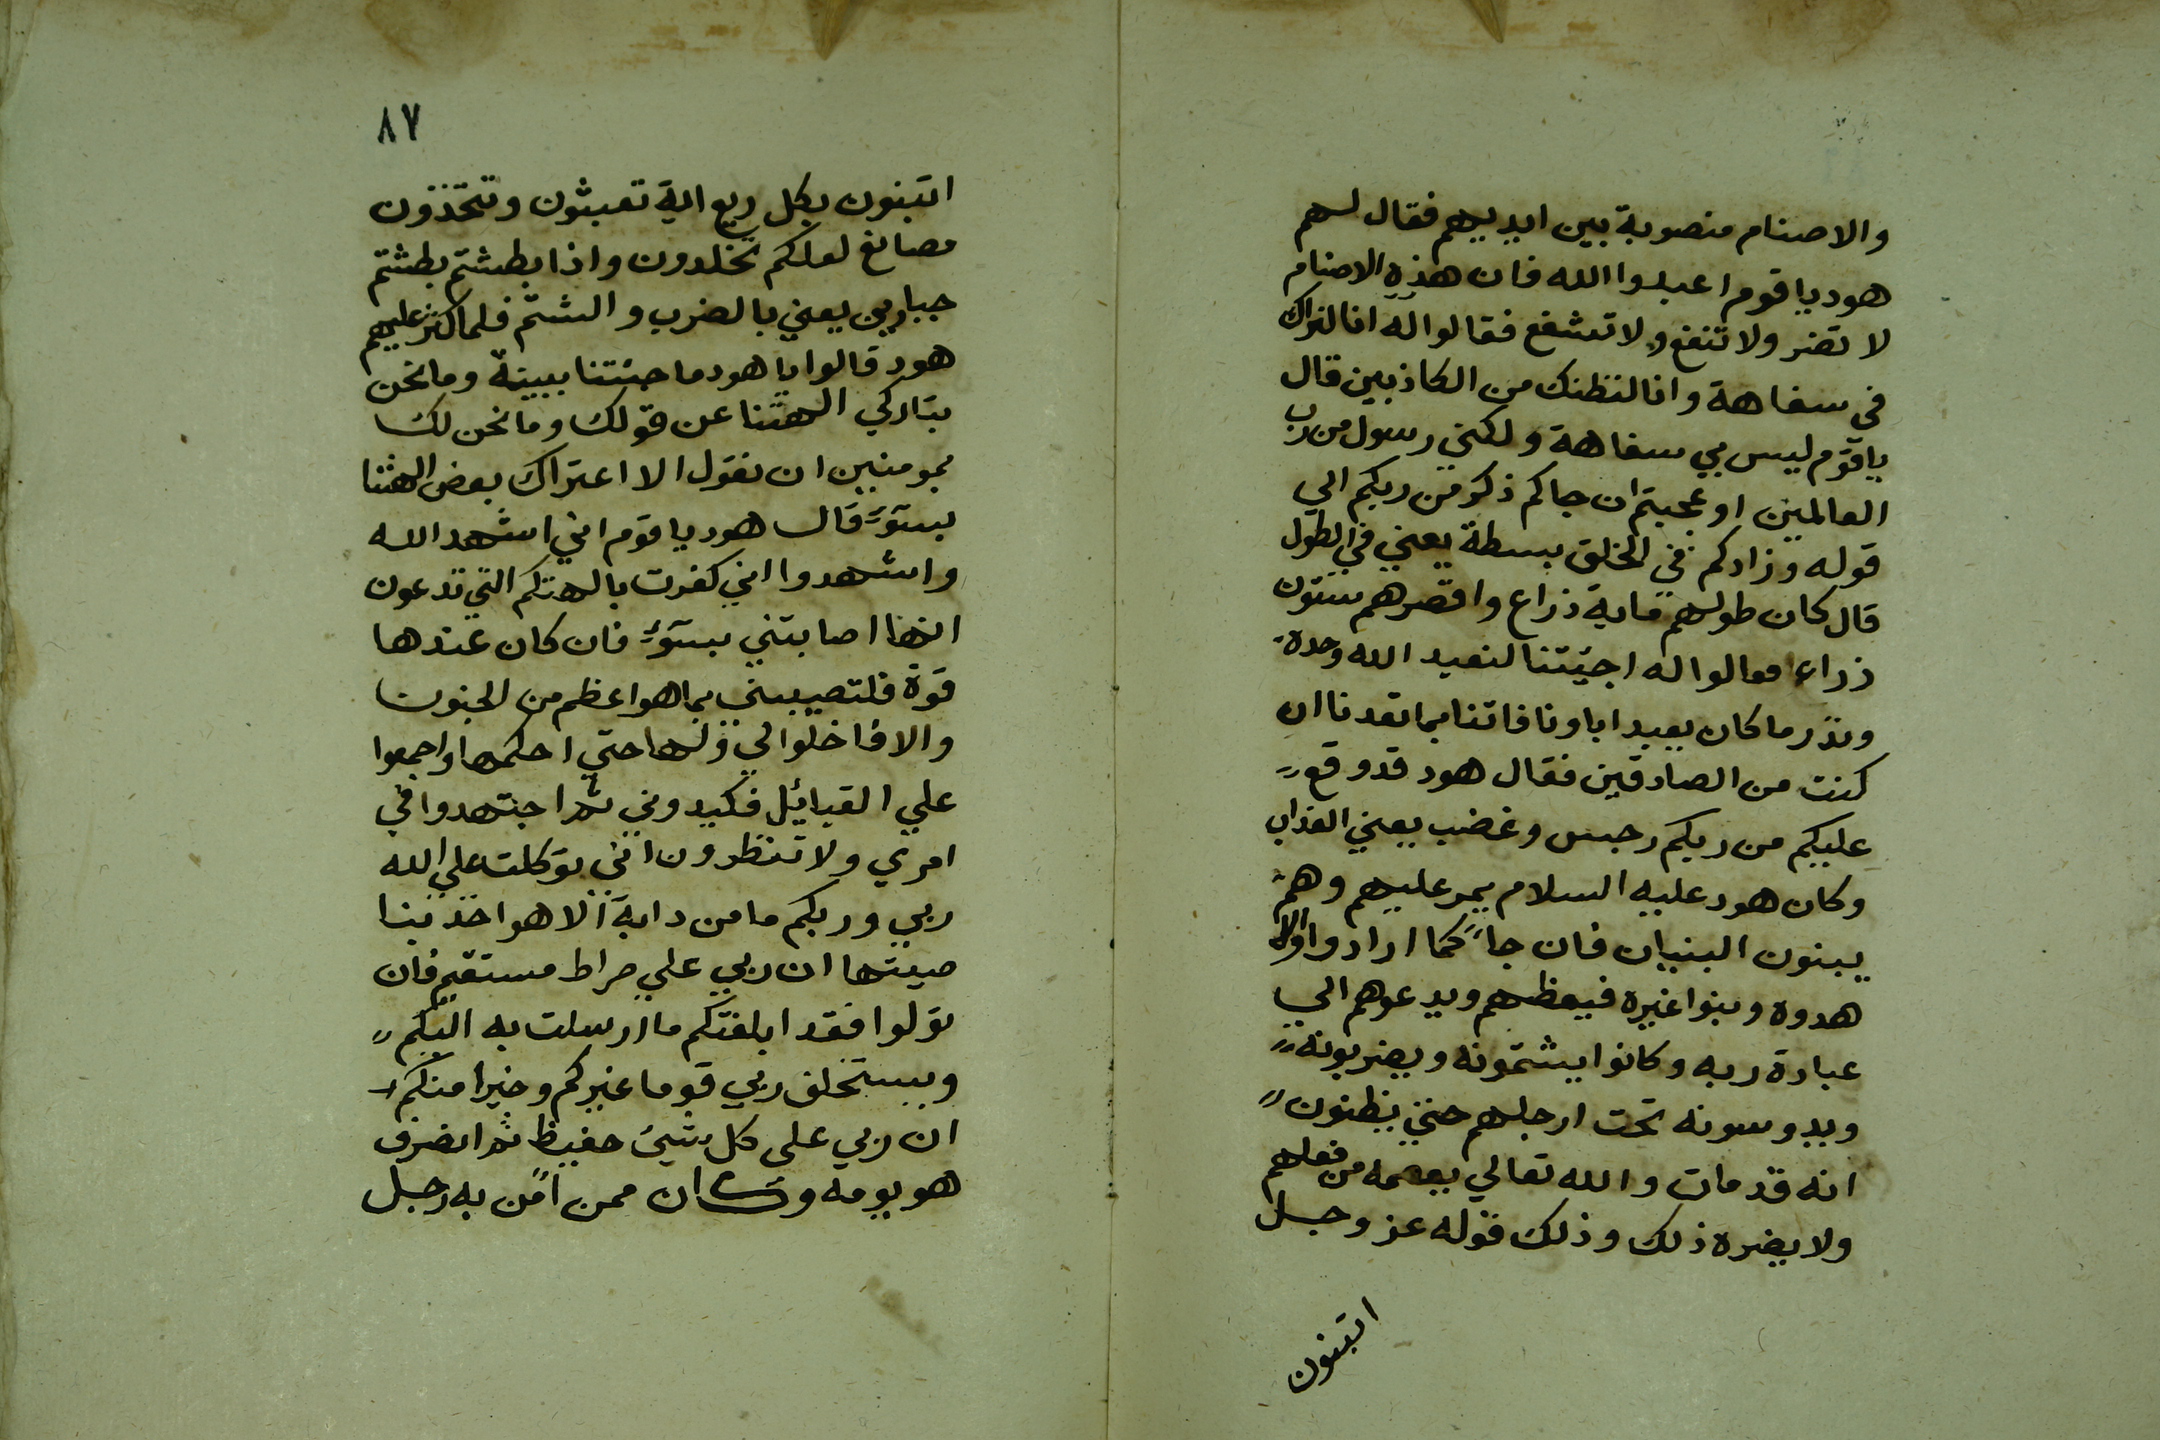 والاصنام منصوبة بين ايديهم فقال لهم
هود يا قوم اعبدوا الله فان هذه الاصنام
لا تضر ولا تنفع ولا تشفع فقالوا له انا لنراك
في سفاهة وانا لنظنك من الكاذبين قال
يا قوم ليس بي سفاهة ولكني رسول من رب
العالمين او عجبتم ان جاكم ذكر من ربكم الي
قوله وزادكم في الخلق بسطة يعني في الطول
قال كان طولهم ماية ذراع واقصرهم ستون
ذراع فقالوا له اجيتنا لنعبد الله وحده
ونذر ما كان يعبد اباونا فاتنا بما تعدنا ان
كنت من الصادقين فقال هود قد وقع
عليكم من ربكم رجس وغضب يعني العذاب
وكان هود عليه السلام يمر عليهم وهم
يبنون البنيان فان جا كما ارادوا والا
هدوه وبنوا غيره فيعظهم ويدعوهم الي
عبادة ربه وكانوا يشتمونه ويضربونه
ويدوسونه تحت ارجلهم حتي يظنون
انه قد مات والله تعالي يعصمه من فعلهم
ولا يضره ذلك وذلك قوله عز وجل
اتبنون
٨٧
اتبنون بكل ريع اية تعبثون وتتخذون
مصانع لعلكم تخلدون واذا بطشتم بطشتم
جبارين يعني بالضرب والشتم فلما اكثر عليهم
هود قالوا يا هود ما جئتنا ببينة وما نحن
بتاركي الهتنا عن قولك وما نحن لك
بمومنين ان نقول الا اعتراك بعض الهتنا
بسوء قال هود يا قوم اني اشهد الله
واشهدوا اني كفرت بالهتكم التي تدعون
انها اصابتني بسوء فان كان عندها
قوة فلتصيبني بما هو اعظم من الجنون
والا فاخلوا لي ولها حتي احكمها واجمعوا
علي القبائيل فكيدوني ثم اجتهدوا في
امري ولا تنظرون اني توكلت علي الله
ربي وربكم ما من دابة الا هو اخذ بنا
صيتها ان ربي علي صراط مستقيم فان
تولوا فقد ابلغتكم ما ارسلت به اليكم
ويستخلف ربي قوما غيركم وخيرا منكم
ان ربي على كل شيئ حفيظ ثم انصرف
هو يومه وكان ممن امن به رجل